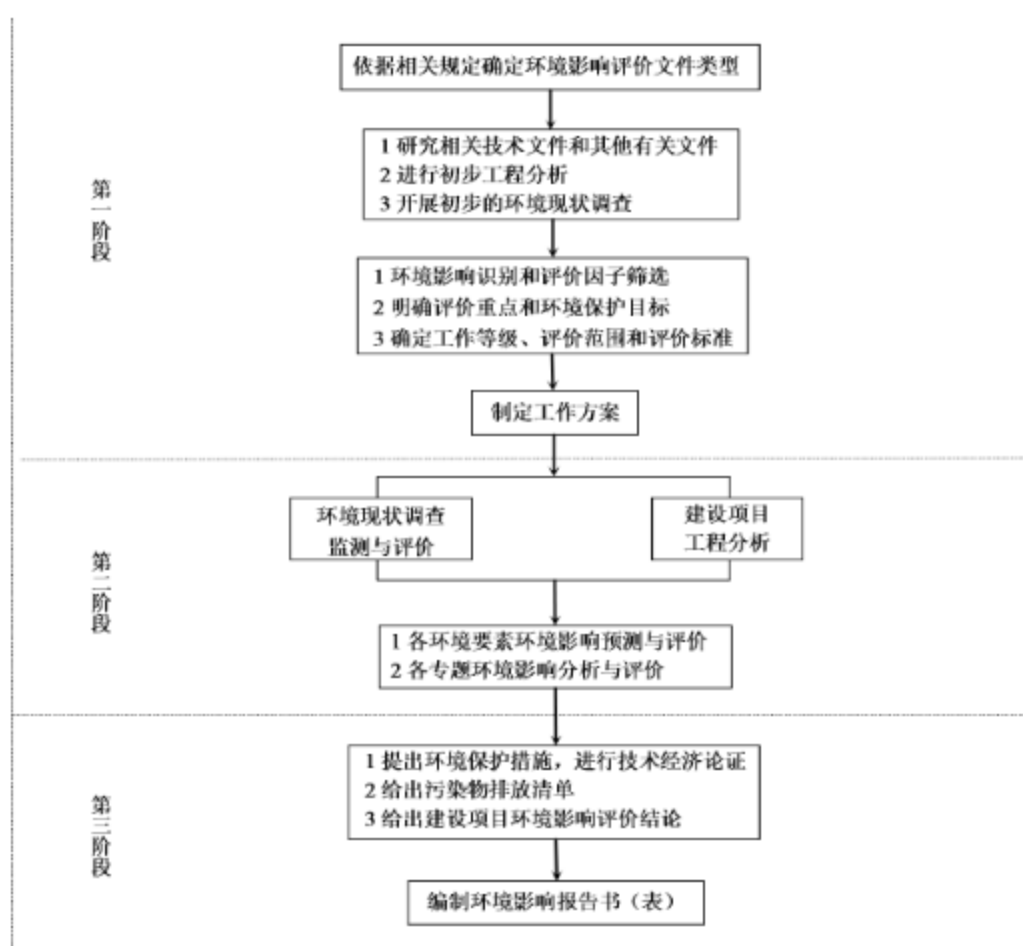 依据相关规定确定环境影响评价文件类型
1 研究相关技术文件和其他有关文件
2 进行初步工程分析
3 开展初步的环境现状调查
第一阶段
1 环境影响识别和评价因子筛选
2 明确评价重点和环境保护目标
3 确定工作等级、评价范围和评价标准
制定工作方案
环境现状调查
监测与评价
建设项目
工程分析
第二阶段
1 各环境要素环境影响预测与评价
2 各专题环境影响分析与评价
1 提出环境保护措施，进行技术经济论证
2 给出污染物排放清单
3 给出建设项目环境影响评价结论
第三阶段
编制环境影响报告书（表）